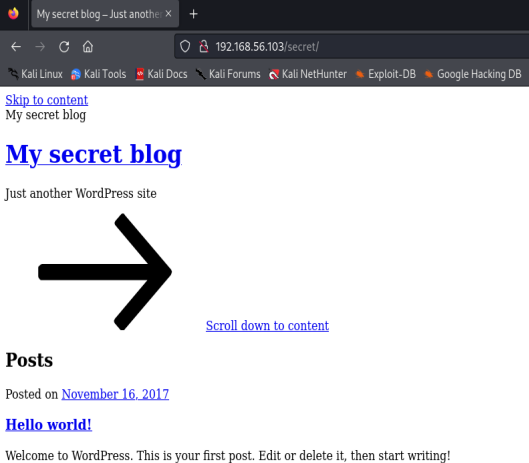 My secret blog – Just anothe
192.168.56.103/secret/
Kali Linux Kali Tools Kali Docs Kali Forums Kali NetHunter Exploit-DB Google Hacking DB
Skip to content
My secret blog
My secret blog
Just another WordPress site
Scroll down to content
Posts
Posted on November 16, 2017
Hello world!
Welcome to WordPress. This is your first post. Edit or delete it, then start writing!